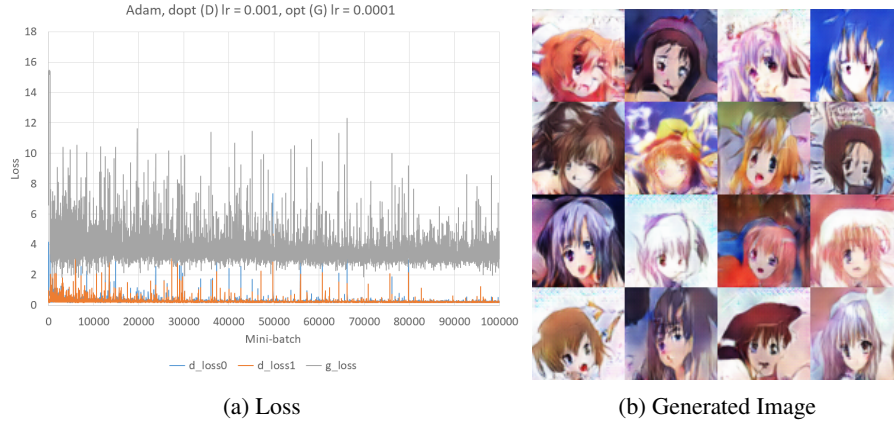 Adam, dopt (D) lr = 0.001, opt (G) lr = 0.0001
18
16
14
12
10
8
6
4
2
0
Loss
0 10000 20000 30000 40000 50000 60000 70000 80000 90000 100000
Mini-batch
d_loss0 d_loss1 g_loss
(a) Loss
(b) Generated Image